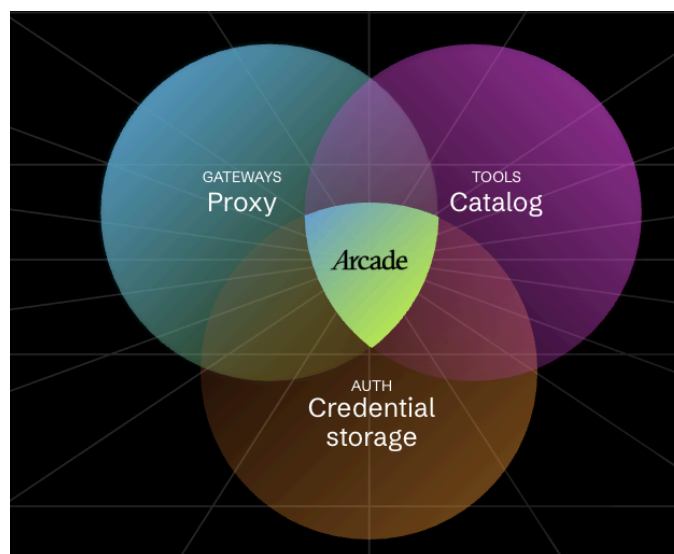 GATEWAYS
Proxy
TOOLS
Catalog
Arcade
AUTH
Credential
storage